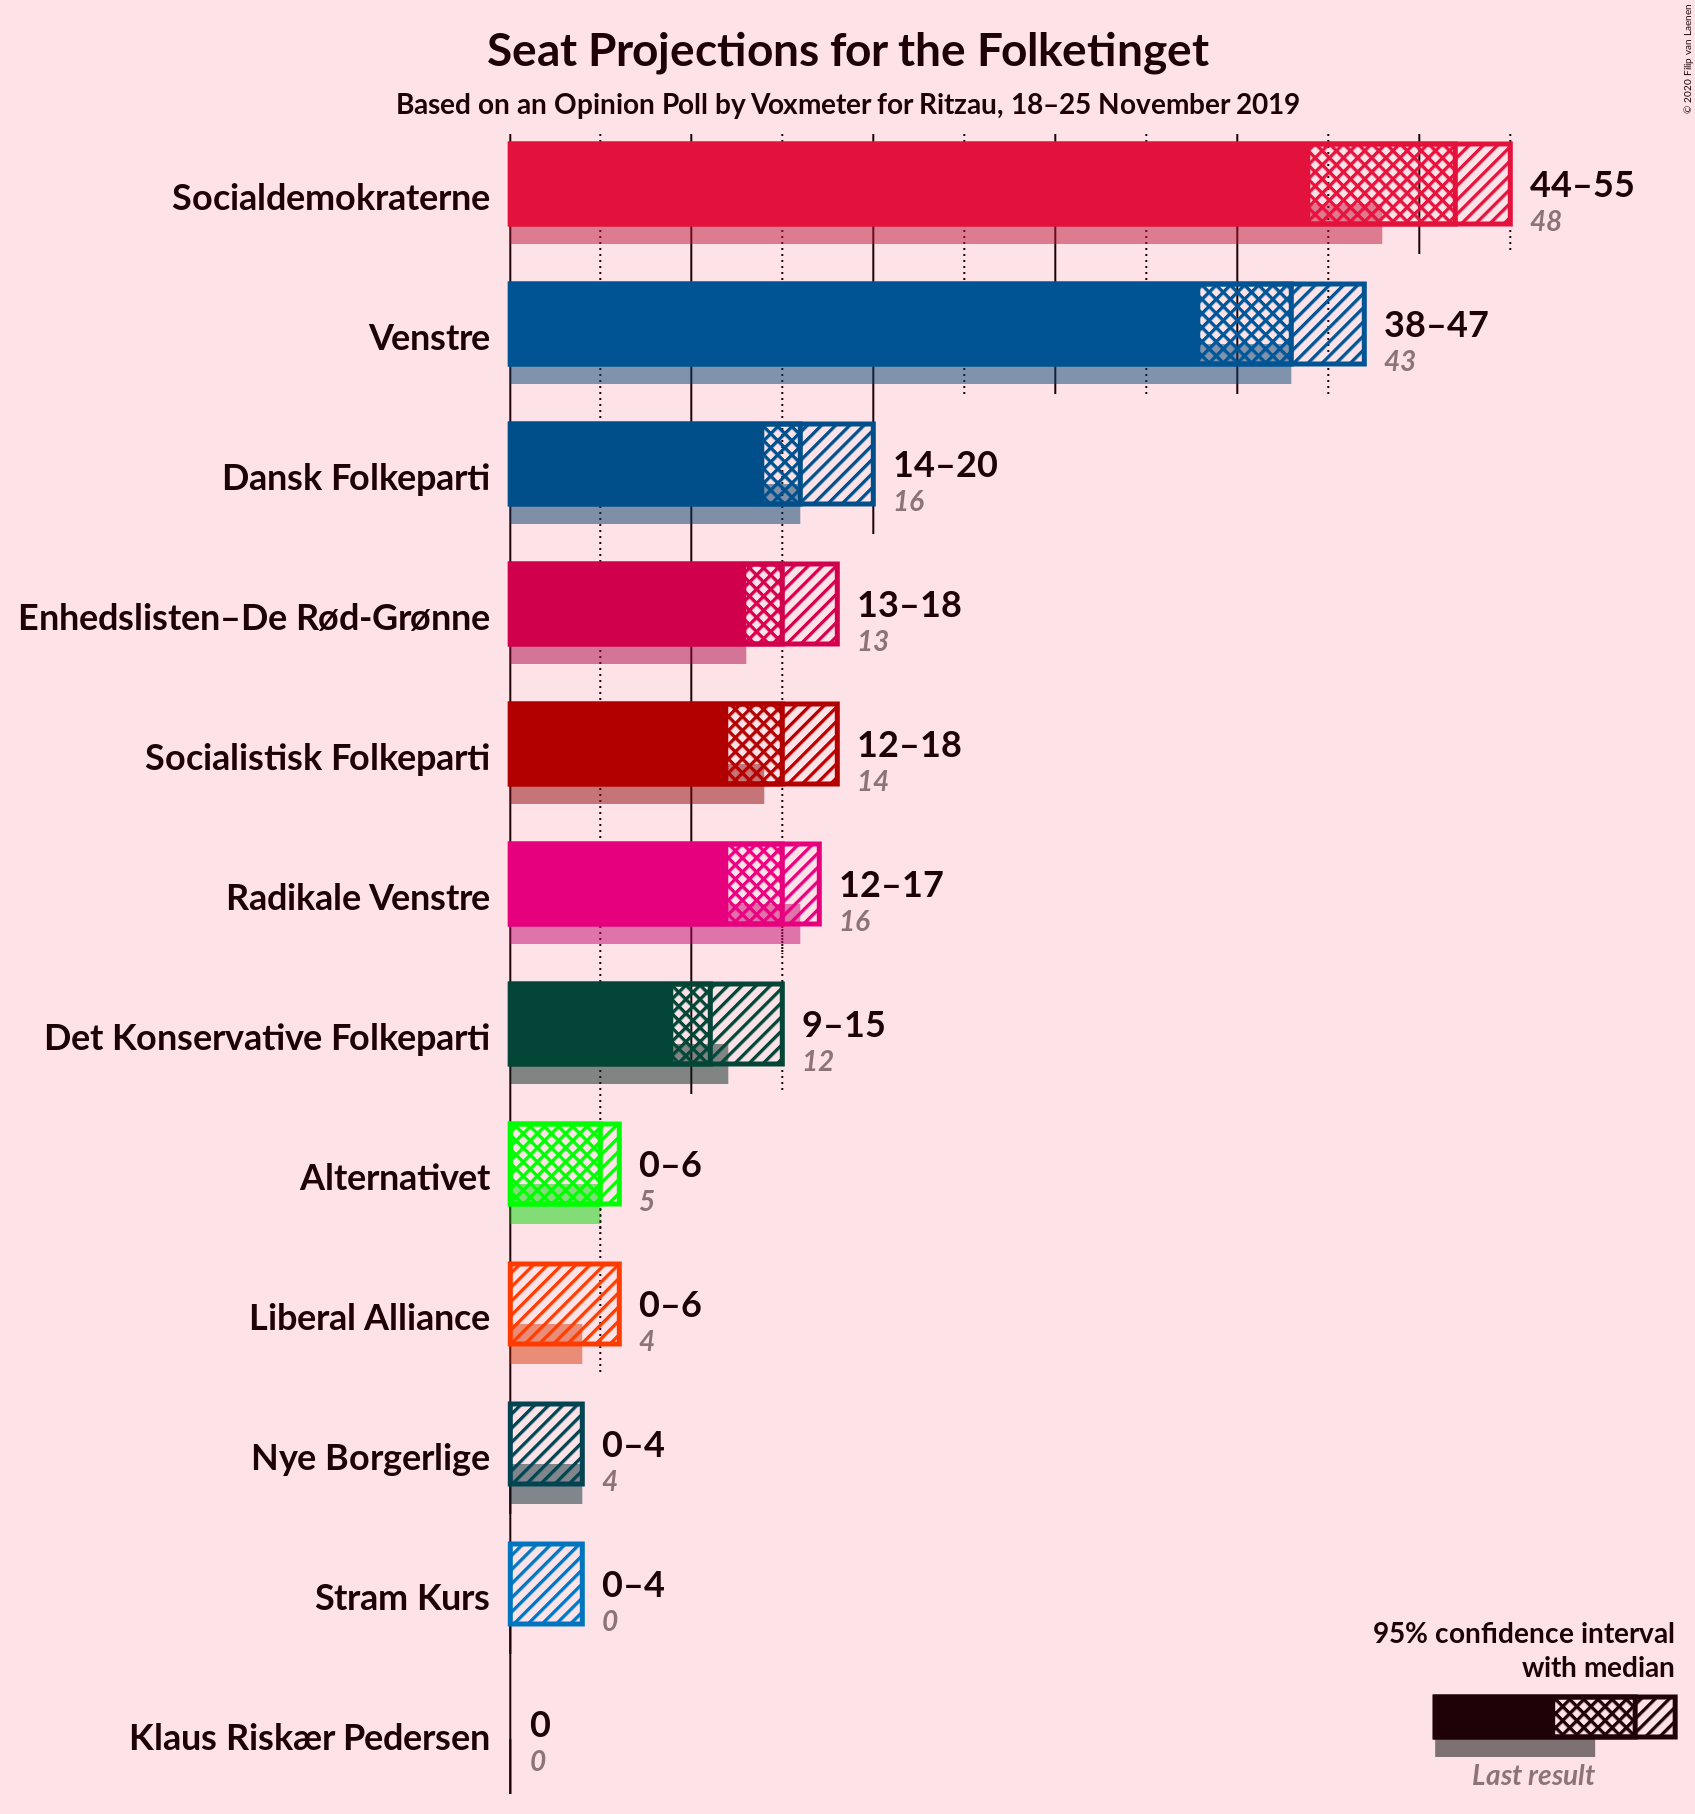 Seat Projections for the Folketinget
Based on an Opinion Poll by Voxmeter for Ritzau, 18–25 November 2019
© 2020 Filip van Laenen
Socialdemokraterne
44–55
48
Venstre
38–47
43
Dansk Folkeparti
14–20
16
Enhedslisten–De Rød-Grønne
13–18
13
Socialistisk Folkeparti
12–18
14
Radikale Venstre
12–17
16
Det Konservative Folkeparti
9–15
12
Alternativet
0–6
5
Liberal Alliance
0–6
4
Nye Borgerlige
0–4
4
Stram Kurs
0–4
0
Klaus Riskær Pedersen
0
0
95% confidence interval
with median
Last result